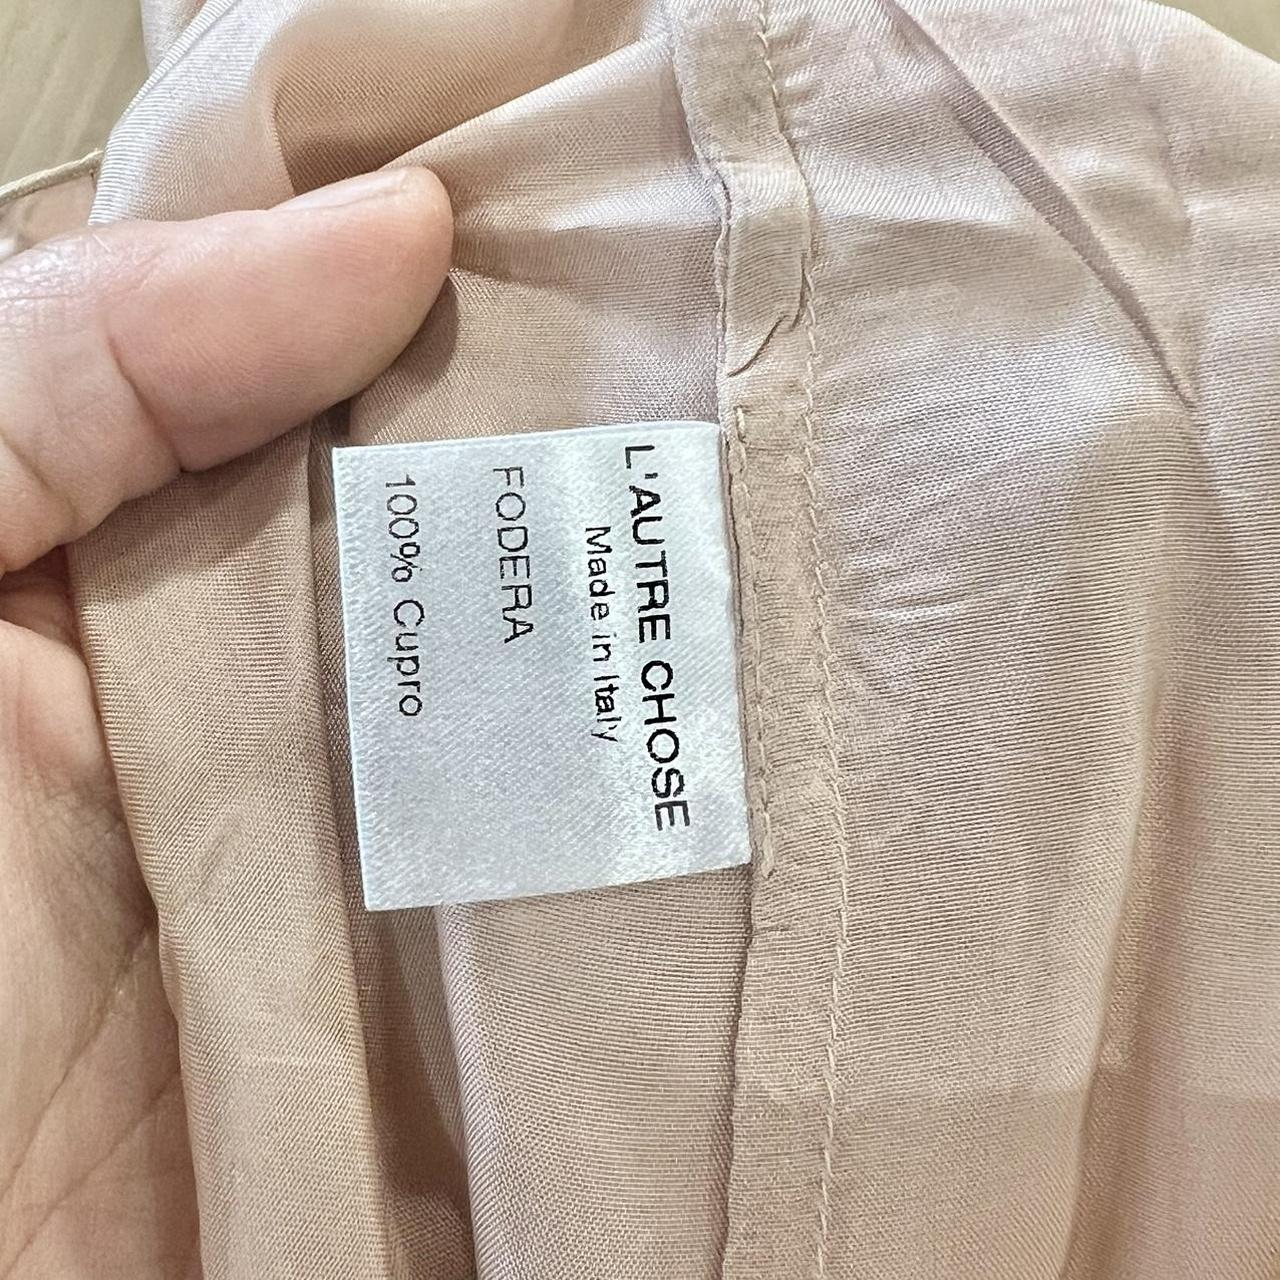 L'AUTRE CHOSE
Made in Italy
FODERA
100% Cupro